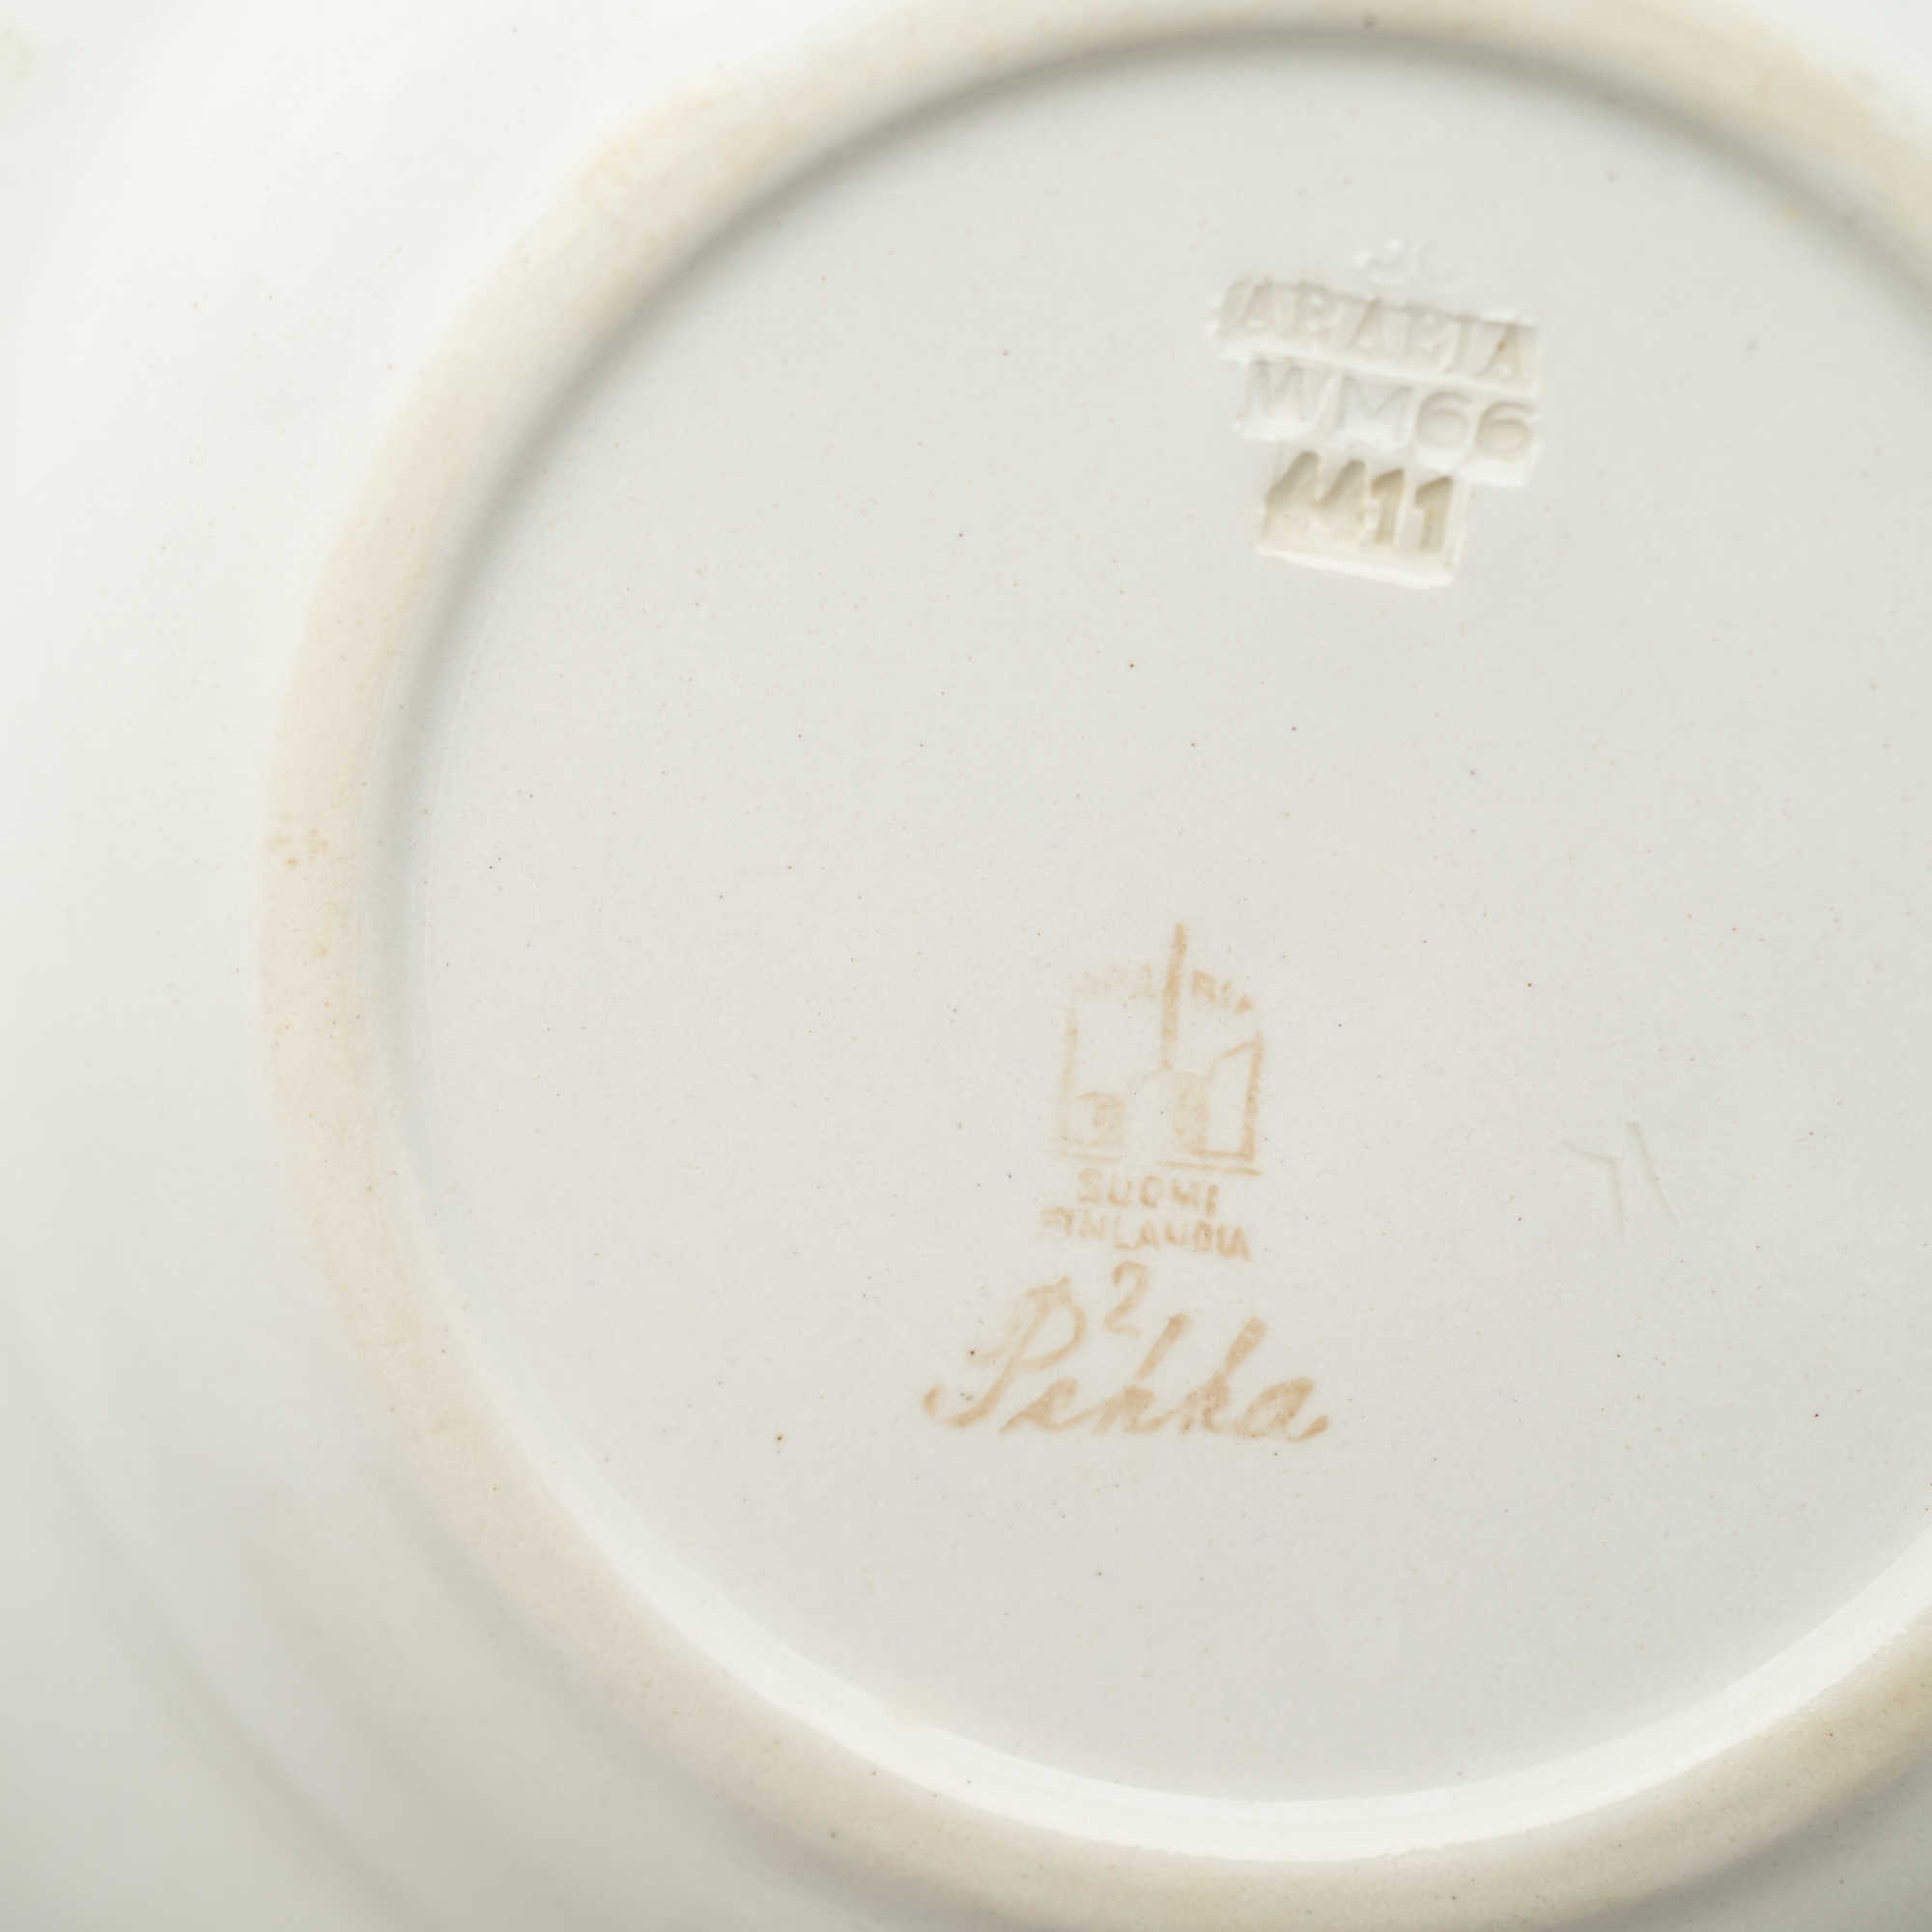 ARABIA
WM66
4411
SUOMI
FINLANDIA
2
Pekka